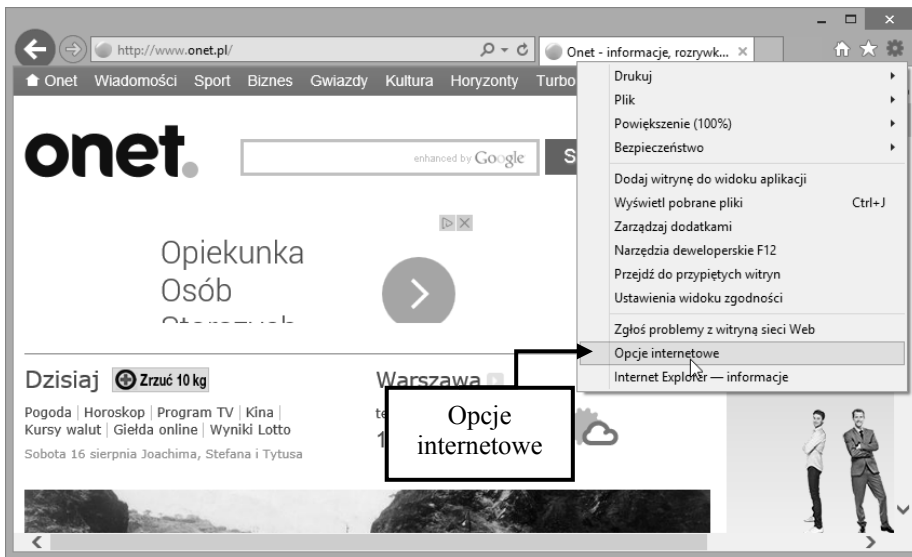 http://www.onet.pl/
Onet - informacje, rozrywk...
Onet Wiadomości Sport Biznes Gwiazdy Kultura Horyzonty Turbo
onet.
enhanced by Google
S
Drukuj
Plik
Powiększenie (100%)
Bezpieczeństwo
Dodaj witrynę do widoku aplikacji
Wyświetl pobrane pliki Ctrl+J
Zarządzaj dodatkami
Narzędzia deweloperskie F12
Przejdź do przypiętych witryn
Ustawienia widoku zgodności
Zgłoś problemy z witryną sieci Web
Opcje internetowe
Internet Explorer — informacje
Opiekunka
Osób
Dzisiaj Zrzuć 10 kg
Pogoda | Horoskop | Program TV | Kina |
Kursy walut | Giełda online | Wyniki Lotto
Sobota 16 sierpnia Joachima, Stefana i Tytusa
Warszawa
Opcje
internetowe